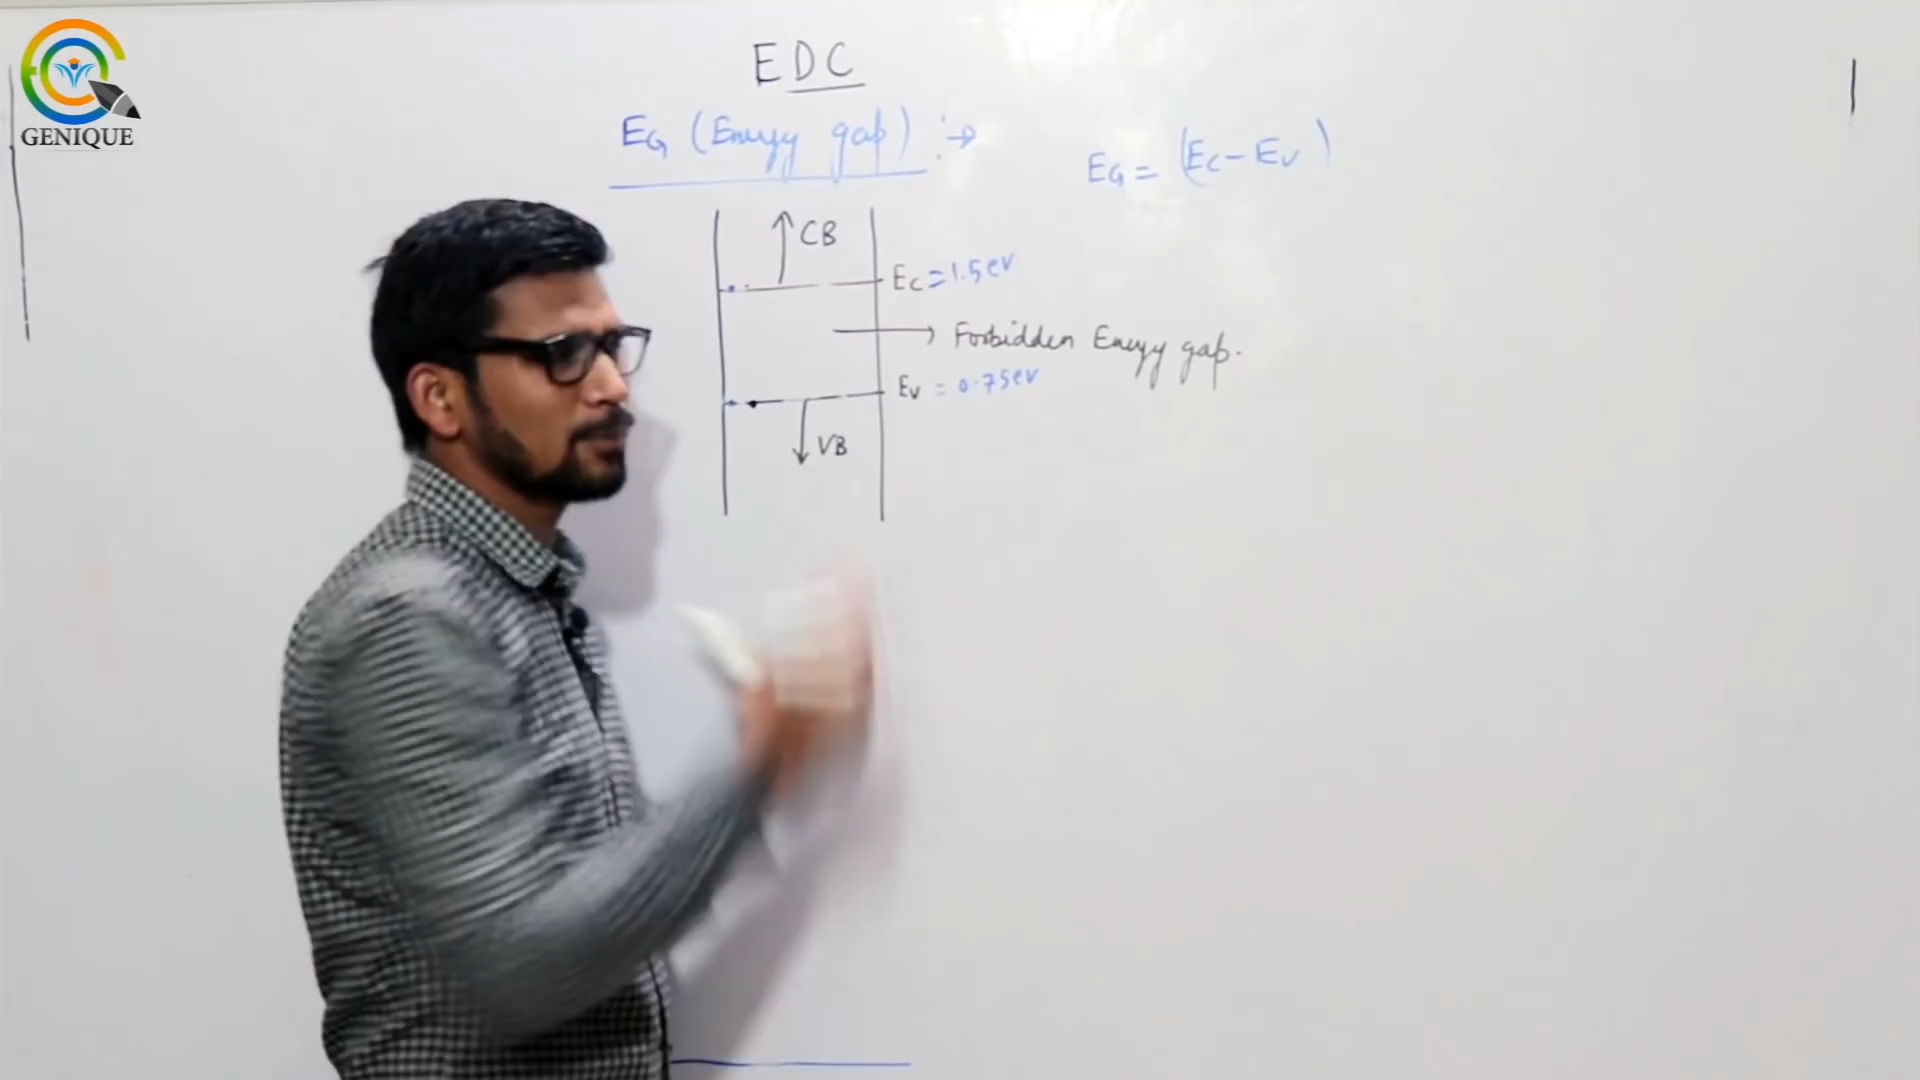 GENIQUE
EDC
EG (Energy gap) :→
EG = (EC - EV)
CB
EC = 1.5eV
→ Forbidden Energy gap.
EV = 0.75eV
VB